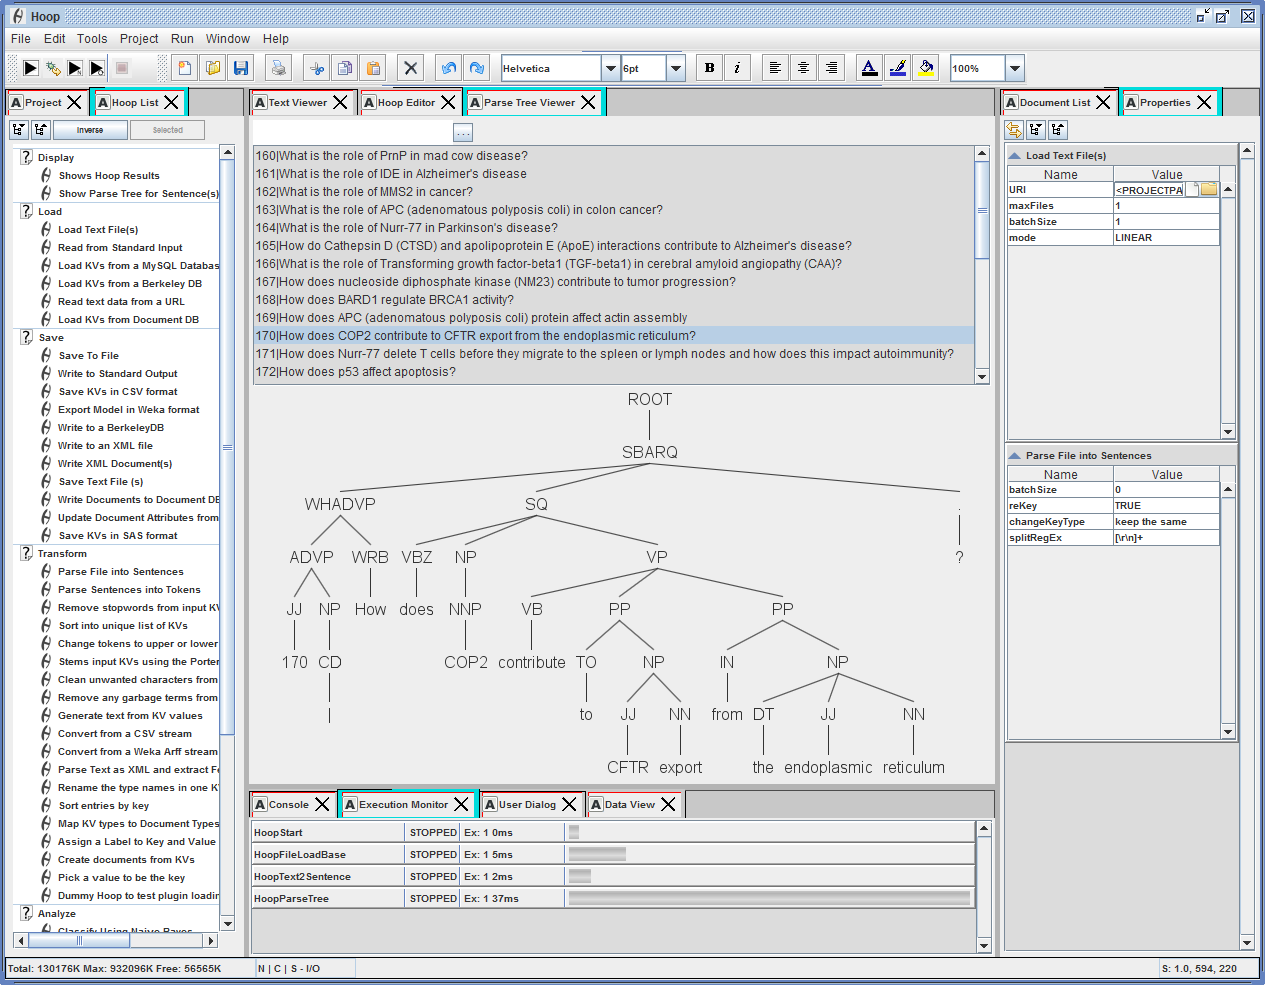 Hoop
File Edit Tools Project Run Window Help
Helvetica 6pt B i A 100%
A Project A Hoop List A Text Viewer A Hoop Editor A Parse Tree Viewer A Document List A Properties
Inverse Selected ...
Display
Shows Hoop Results
Show Parse Tree for Sentence(s)
Load
Load Text File(s)
Read from Standard Input
Load KVs from a MySQL Databas
Load KVs from a Berkeley DB
Read text data from a URL
Load KVs from Document DB
Save
Save To File
Write to Standard Output
Save KVs in CSV format
Export Model in Weka format
Write to a BerkeleyDB
Write to an XML file
Write XML Document(s)
Save Text File (s)
Write Documents to Document DB
Update Document Attributes from
Save KVs in SAS format
Transform
Parse File into Sentences
Parse Sentences into Tokens
Remove stopwords from input KV
Sort into unique list of KVs
Change tokens to upper or lower
Stems input KVs using the Porter
Clean unwanted characters from
Remove any garbage terms from
Generate text from KV values
Convert from a CSV stream
Convert from a Weka Arff stream
Parse Text as XML and extract Fe
Rename the type names in one KV
Sort entries by key
Map KV types to Document Types
Assign a Label to Key and Value
Create documents from KVs
Pick a value to be the key
Dummy Hoop to test plugin loadin
Analyze
Classify Using Naive Bayes
160|What is the role of PrnP in mad cow disease?
161|What is the role of IDE in Alzheimer's disease
162|What is the role of MMS2 in cancer?
163|What is the role of APC (adenomatous polyposis coli) in colon cancer?
164|What is the role of Nurr-77 in Parkinson's disease?
165|How do Cathepsin D (CTSD) and apolipoprotein E (ApoE) interactions contribute to Alzheimer's disease?
166|What is the role of Transforming growth factor-beta1 (TGF-beta1) in cerebral amyloid angiopathy (CAA)?
167|How does nucleoside diphosphate kinase (NM23) contribute to tumor progression?
168|How does BARD1 regulate BRCA1 activity?
169|How does APC (adenomatous polyposis coli) protein affect actin assembly
170|How does COP2 contribute to CFTR export from the endoplasmic reticulum?
171|How does Nurr-77 delete T cells before they migrate to the spleen or lymph nodes and how does this impact autoimmunity?
172|How does p53 affect apoptosis?
ROOT
SBARQ
WHADVP SQ .
ADVP WRB VBZ NP VP ?
JJ NP How does NNP VB PP PP
170 CD COP2 contribute TO NP IN NP
| to JJ NN from DT JJ NN
CFTR export the endoplasmic reticulum
Load Text File(s)
Name Value
URI <PROJECTPA
maxFiles 1
batchSize 1
mode LINEAR
Parse File into Sentences
Name Value
batchSize 0
reKey TRUE
changeKeyType keep the same
splitRegEx [\r\n]+
A Console A Execution Monitor A User Dialog A Data View
HoopStart STOPPED Ex: 1 0ms
HoopFileLoadBase STOPPED Ex: 1 5ms
HoopText2Sentence STOPPED Ex: 1 2ms
HoopParseTree STOPPED Ex: 1 37ms
Total: 130176K Max: 932096K Free: 56565K N | C | S - I/O S: 1.0, 594, 220